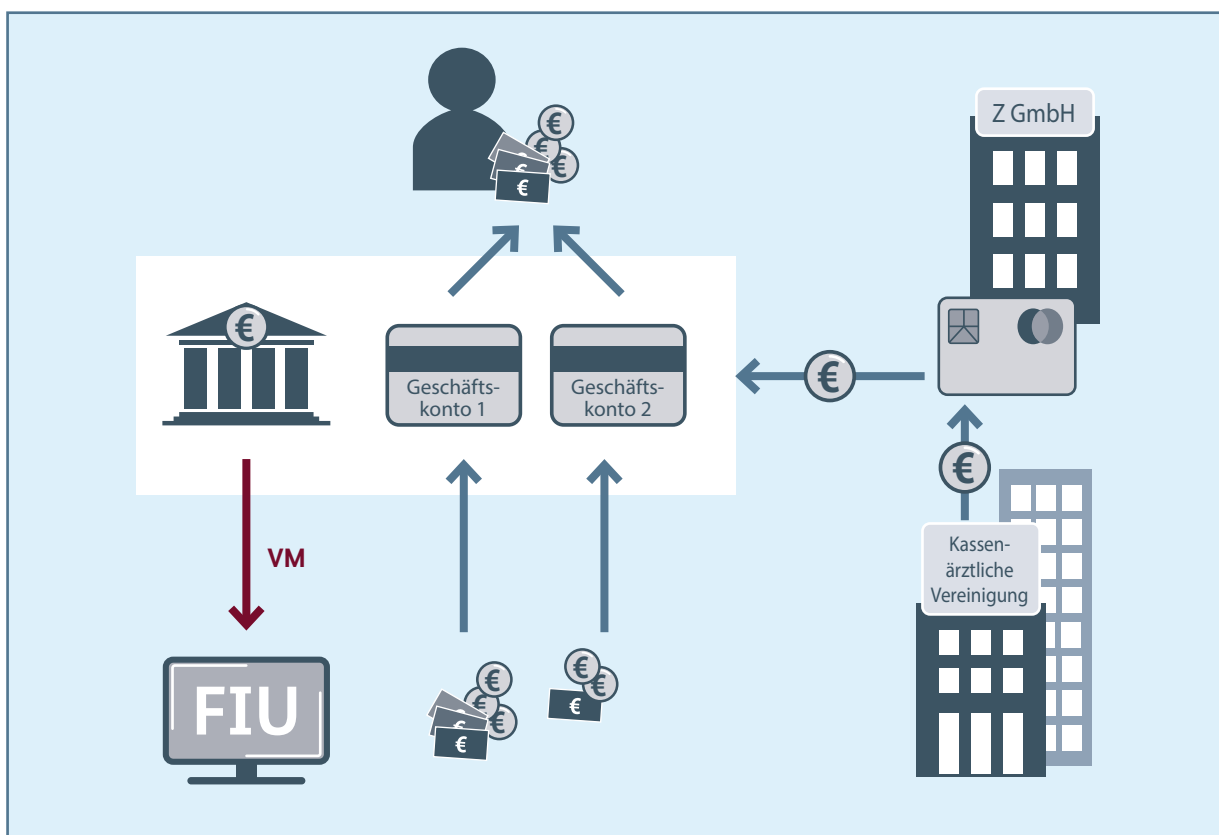 Z GmbH
€
€
€
€
€
€
€
Geschäfts-
konto 1
Geschäfts-
konto 2
€
€
Kassen-
ärztliche
Vereinigung
VM
FIU
€
€
€
€
€
€
€
€
€